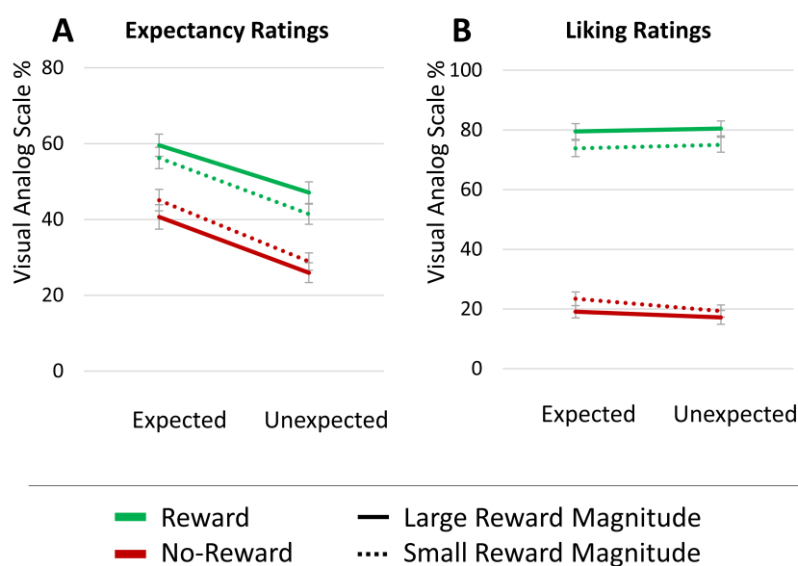 A Expectancy Ratings
Visual Analog Scale %
80
60
40
20
0
Expected Unexpected
B Liking Ratings
Visual Analog Scale %
100
80
60
40
20
0
Expected Unexpected
Reward Large Reward Magnitude
No-Reward Small Reward Magnitude